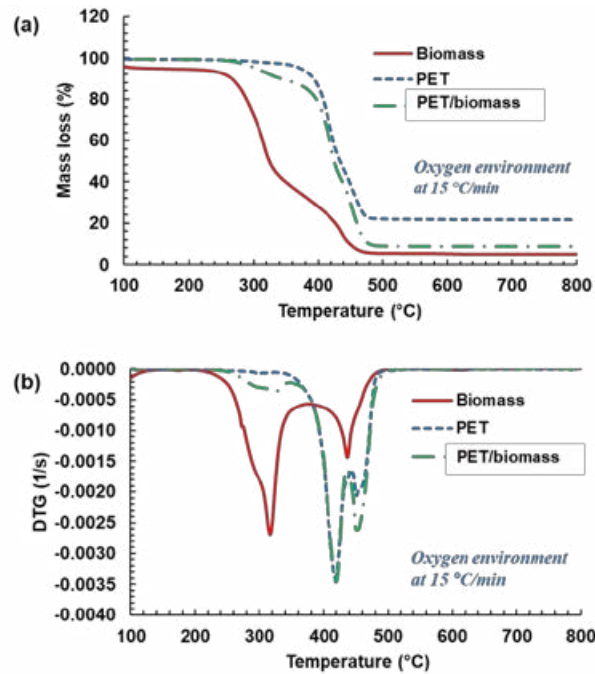 (a)
120
100
80
60
40
20
0
Mass loss (%)
Biomass
PET
PET/biomass
Oxygen environment
at 15 °C/min
100 200 300 400 500 600 700 800
Temperature (°C)
(b)
0.0000
-0.0005
-0.0010
-0.0015
-0.0020
-0.0025
-0.0030
-0.0035
-0.0040
DTG (1/s)
Biomass
PET
PET/biomass
Oxygen environment
at 15 °C/min
100 200 300 400 500 600 700 800
Temperature (°C)